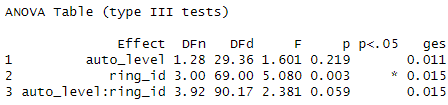 ANOVA Table (type III tests)
Effect DFn DFd F p p<.05 ges
1 auto_level 1.28 29.36 1.601 0.219 0.011
2 ring_id 3.00 69.00 5.080 0.003 * 0.015
3 auto_level:ring_id 3.92 90.17 2.381 0.059 0.015